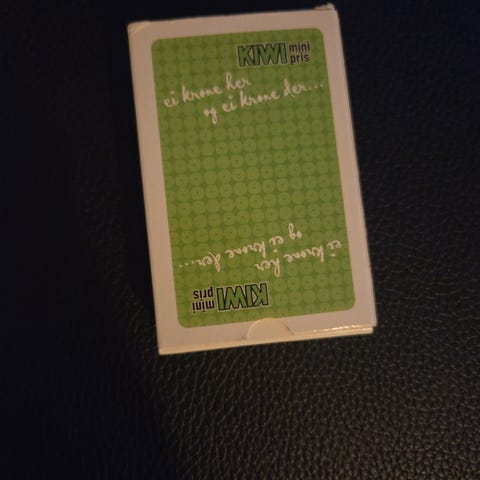 KIWI mini pris
ei krone her
og ei krone der...
ei krone her
og ei krone der...
KIWI mini pris